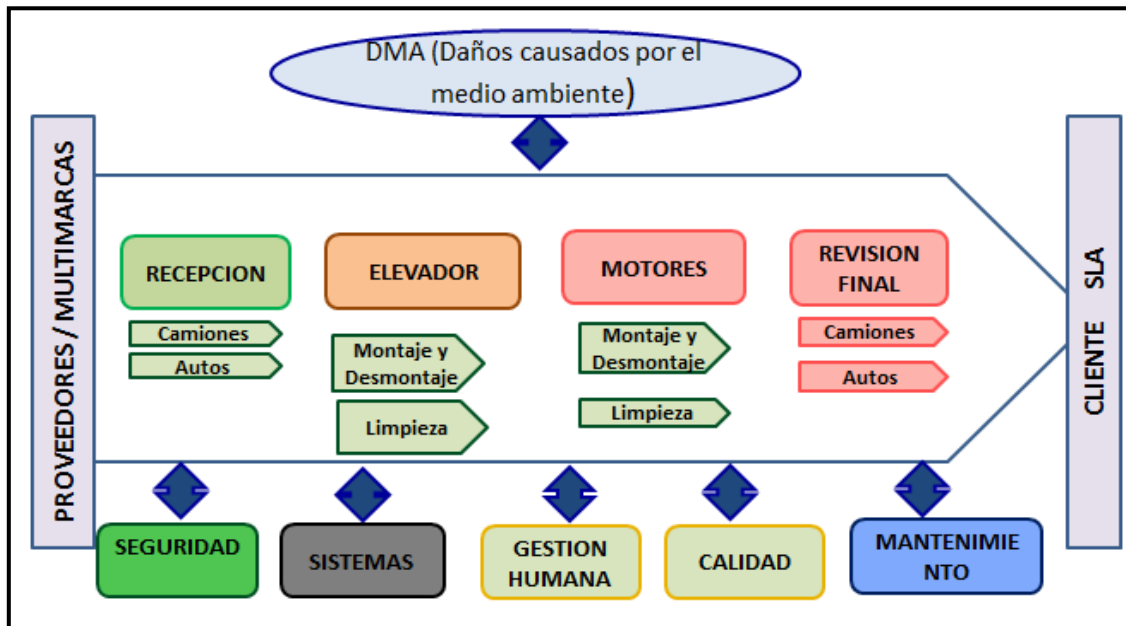 DMA (Daños causados por el
medio ambiente)
PROVEEDORES / MULTIMARCAS
RECEPCION
Camiones
Autos
ELEVADOR
Montaje y
Desmontaje
Limpieza
MOTORES
Montaje y
Desmontaje
Limpieza
REVISION
FINAL
Camiones
Autos
CLIENTE SLA
SEGURIDAD
SISTEMAS
GESTION
HUMANA
CALIDAD
MANTENIMIE
NTO